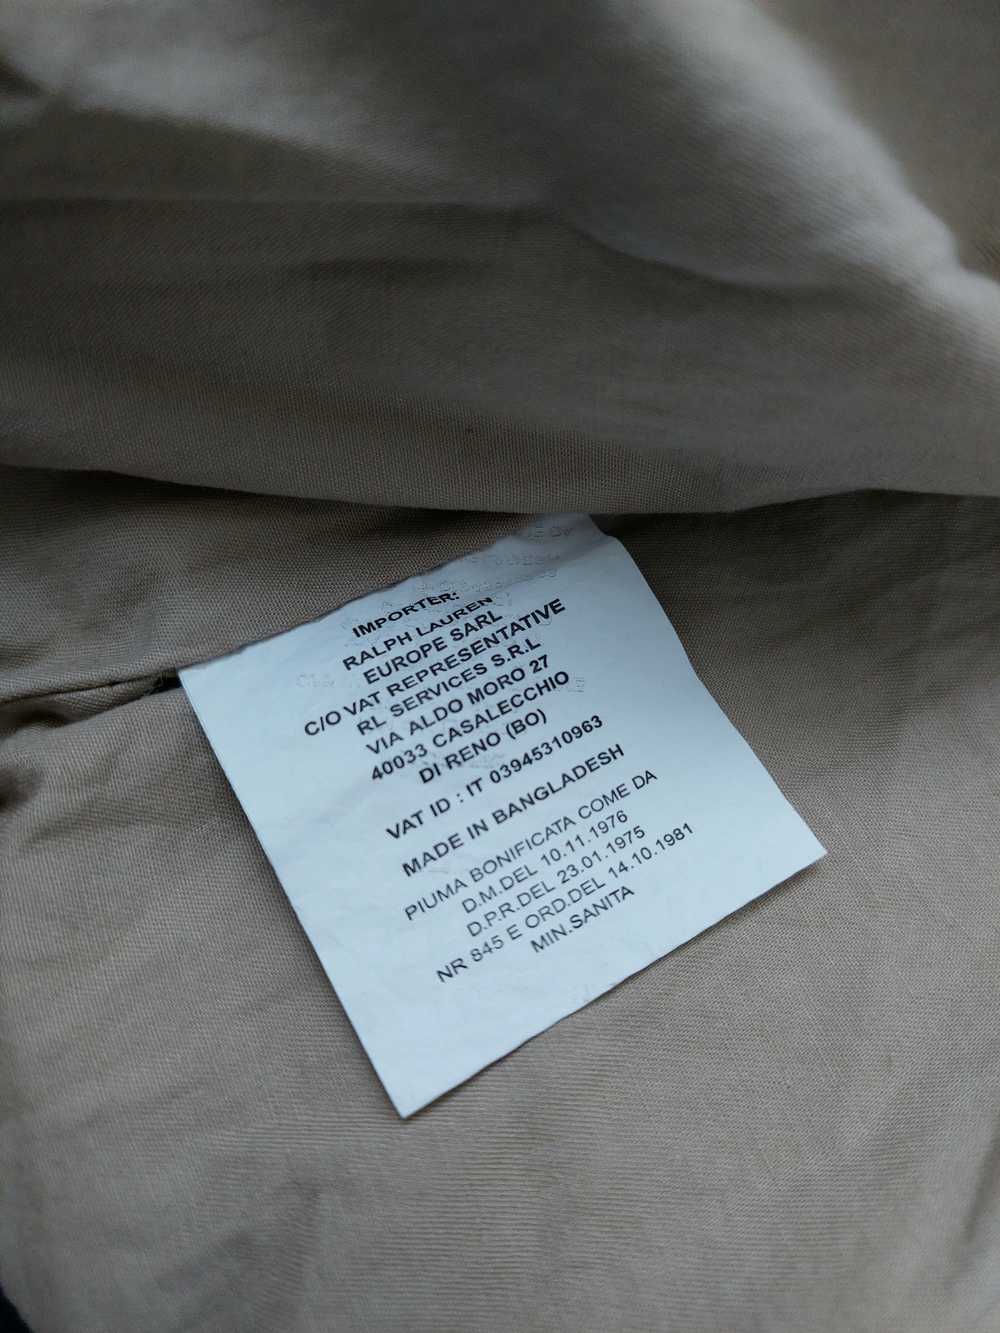 IMPORTER:
RALPH LAUREN
EUROPE SARL
C/O VAT REPRESENTATIVE
RL SERVICES S.R.L
VIA ALDO MORO 27
40033 CASALECCHIO
DI RENO (BO)
VAT ID : IT 03945310963
MADE IN BANGLADESH
PIUMA BONIFICATA COME DA
D.M.DEL 10.11.1976
D.P.R.DEL 23.01.1975
NR 845 E ORD.DEL 14.10.1981
MIN.SANITA